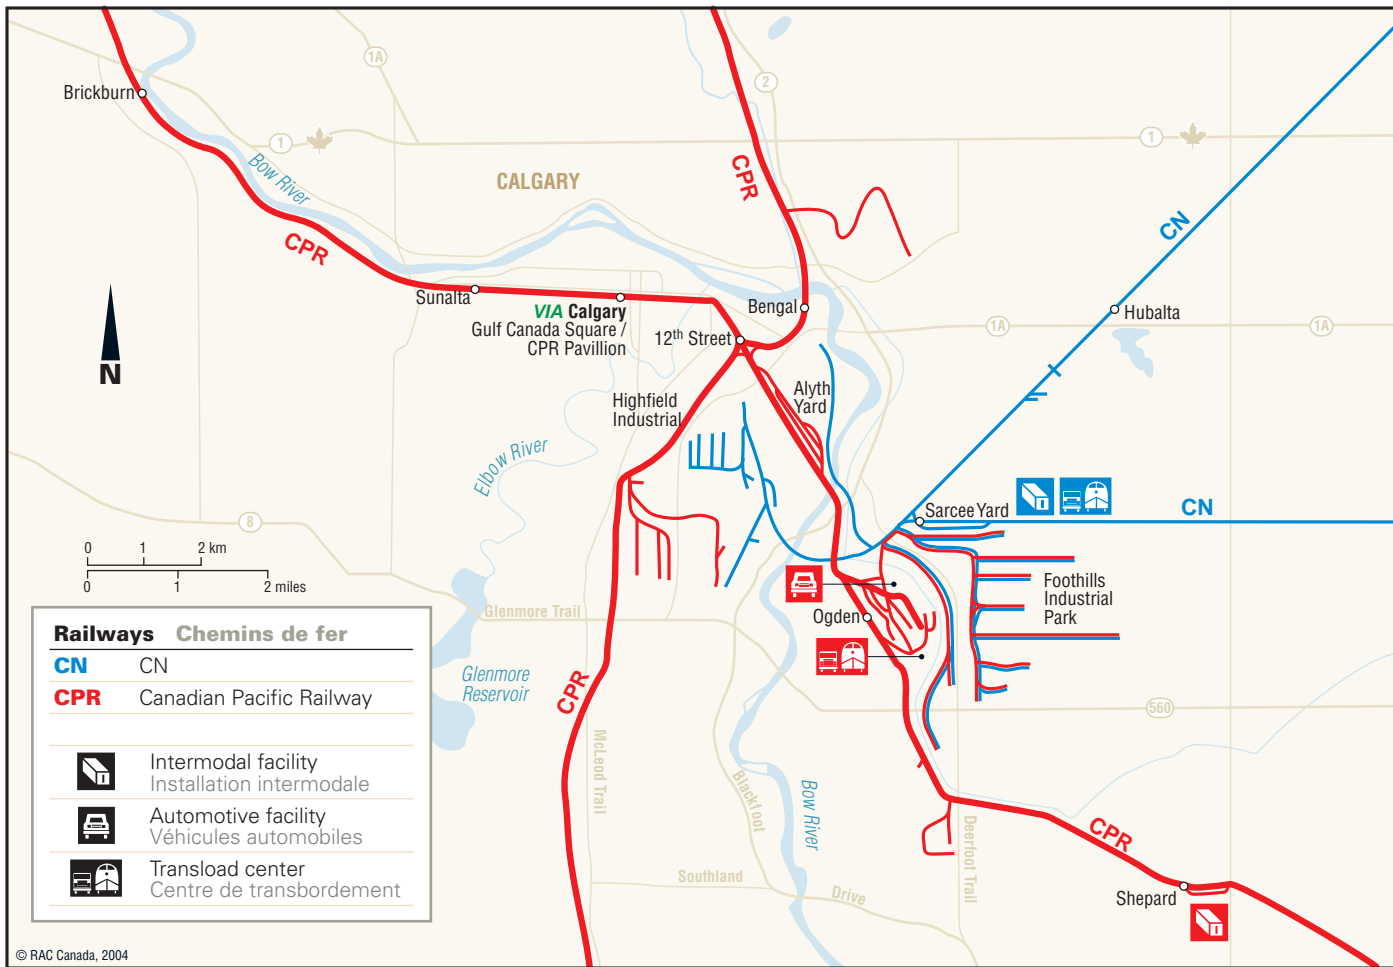 1A
2
Brickburn
1
1
CPR
Bow River
CALGARY
CN
CPR
Sunalta
VIA Calgary
Gulf Canada Square /
CPR Pavillion
Bengal
Hubalta
12th Street
1A
1A
N
Alyth
Yard
Highfield
Industrial
Elbow River
Sarcee Yard
CN
8
0 1 2 km
0 1 2 miles
Foothills
Industrial
Park
Glenmore Trail
Ogden
Glenmore
Reservoir
CPR
560
McLeod Trail
Blackfoot
Bow River
Deerfoot Trail
CPR
Southland
Drive
Shepard
Railways Chemins de fer
CN CN
CPR Canadian Pacific Railway
Intermodal facility
Installation intermodale
Automotive facility
Véhicules automobiles
Transload center
Centre de transbordement
© RAC Canada, 2004